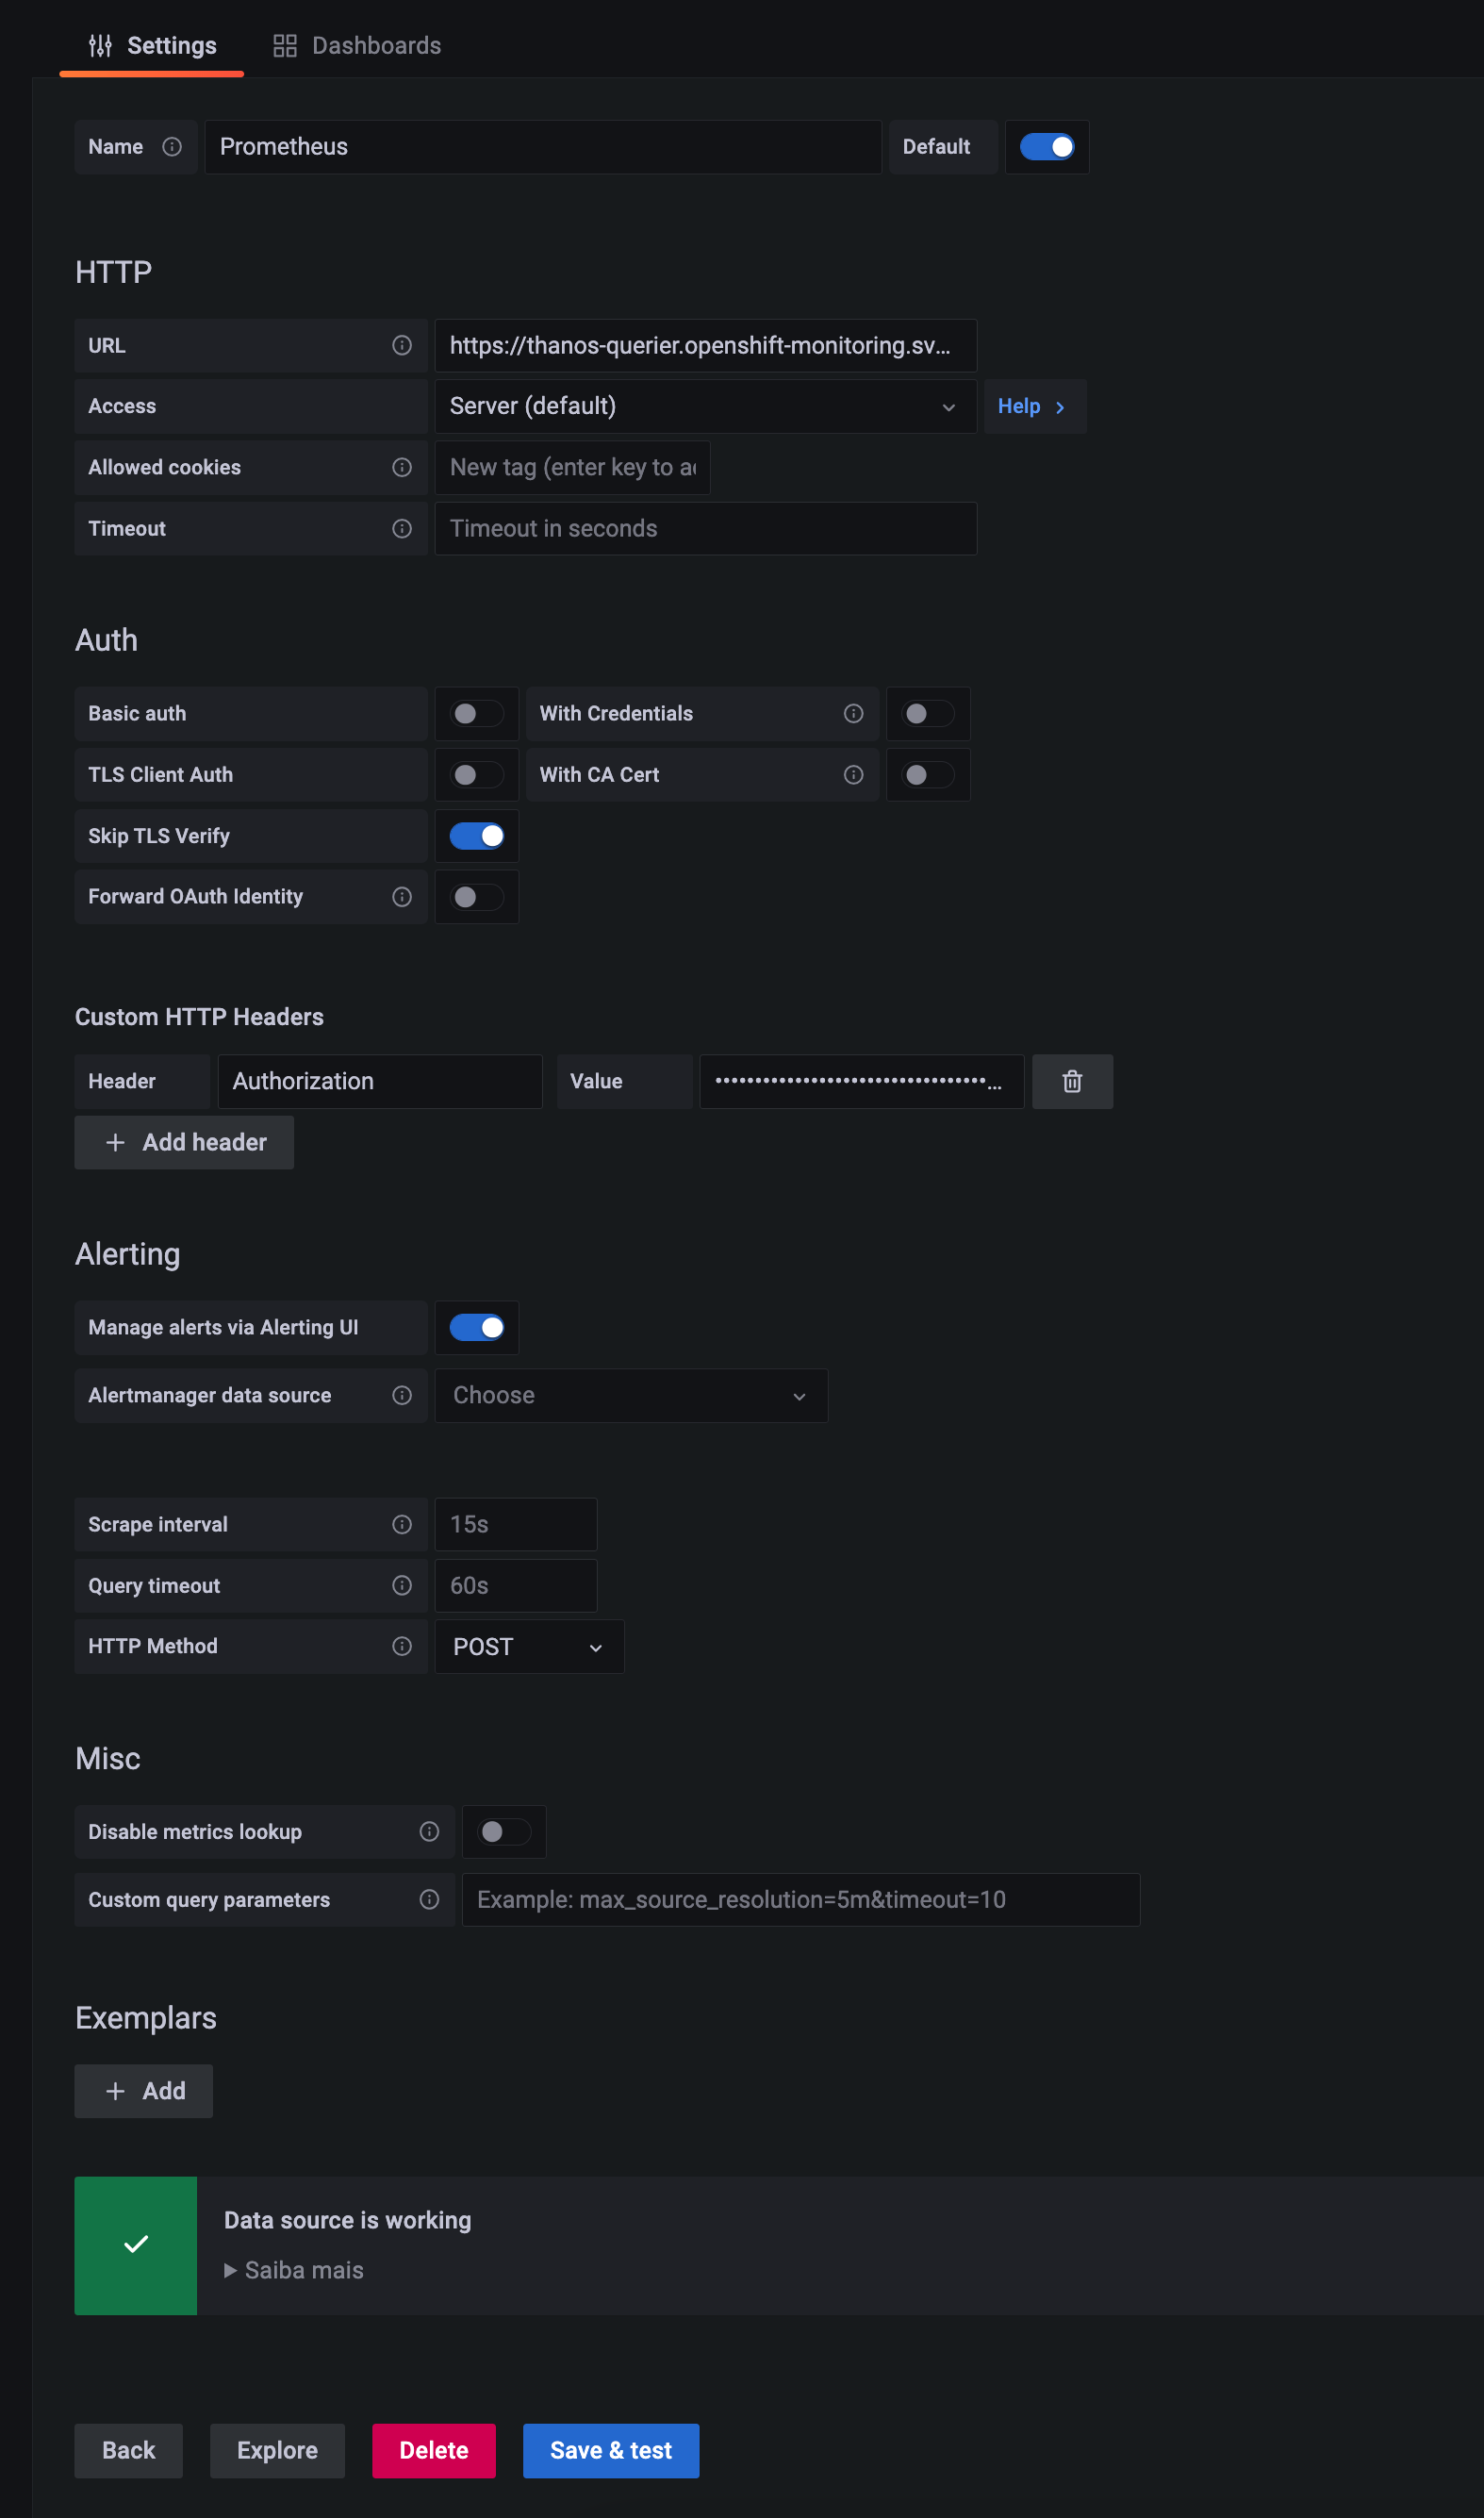 Settings Dashboards
Name Prometheus Default
HTTP
URL https://thanos-querier.openshift-monitoring.sv...
Access Server (default) Help
Allowed cookies New tag (enter key to a
Timeout Timeout in seconds
Auth
Basic auth With Credentials
TLS Client Auth With CA Cert
Skip TLS Verify
Forward OAuth Identity
Custom HTTP Headers
Header Authorization Value ••••••••••••••••••••••••••••••••••...
+ Add header
Alerting
Manage alerts via Alerting UI
Alertmanager data source Choose
Scrape interval 15s
Query timeout 60s
HTTP Method POST
Misc
Disable metrics lookup
Custom query parameters Example: max_source_resolution=5m&timeout=10
Exemplars
+ Add
Data source is working
Saiba mais
Back Explore Delete Save & test